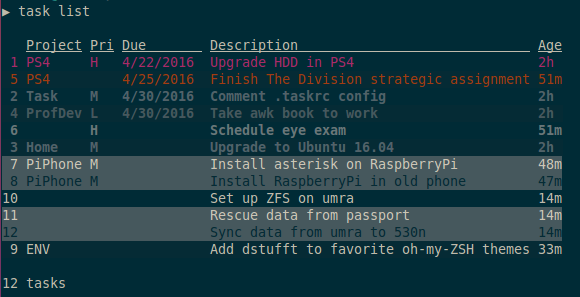 ▶ task list
Project Pri Due Description Age
1 PS4 H 4/22/2016 Upgrade HDD in PS4 2h
5 PS4 4/25/2016 Finish The Division strategic assignment 51m
2 Task M 4/30/2016 Comment .taskrc config 2h
4 ProfDev L 4/30/2016 Take awk book to work 2h
6 H Schedule eye exam 51m
3 Home M Upgrade to Ubuntu 16.04 2h
7 PiPhone M Install asterisk on RaspberryPi 48m
8 PiPhone M Install RaspberryPi in old phone 47m
10 Set up ZFS on umra 14m
11 Rescue data from passport 14m
12 Sync data from umra to 530n 14m
9 ENV Add dstufft to favorite oh-my-ZSH themes 33m
12 tasks